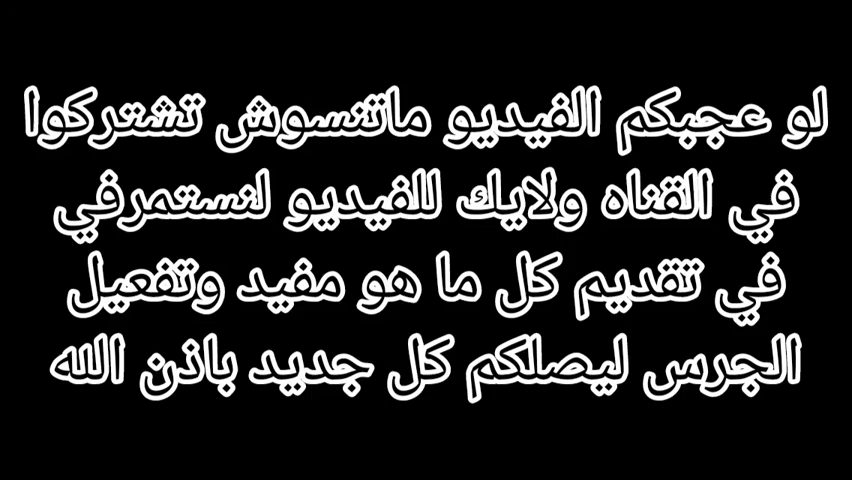 لو عجبكم الفيديو ماتنسوش تشتركوا
في القناه ولايك للفيديو لنستمرفي
في تقديم كل ما هو مفيد وتفعيل
الجرس ليصلكم كل جديد باذن الله